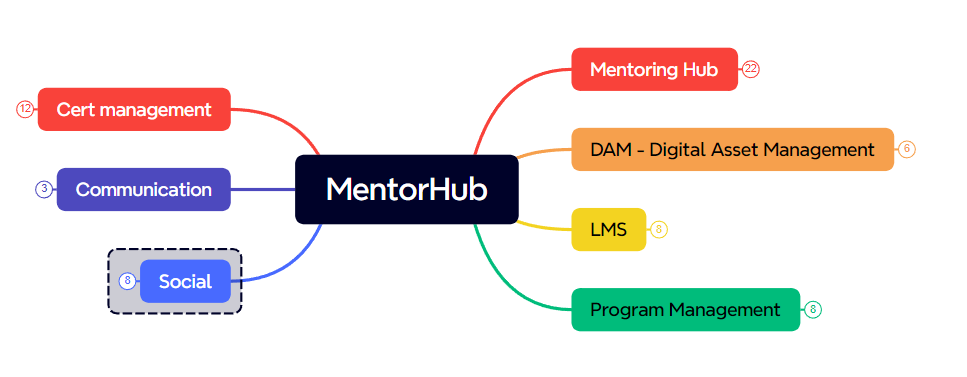 Mentoring Hub
22
12
Cert management
DAM - Digital Asset Management
6
MentorHub
3
Communication
LMS
8
8
Social
Program Management
8